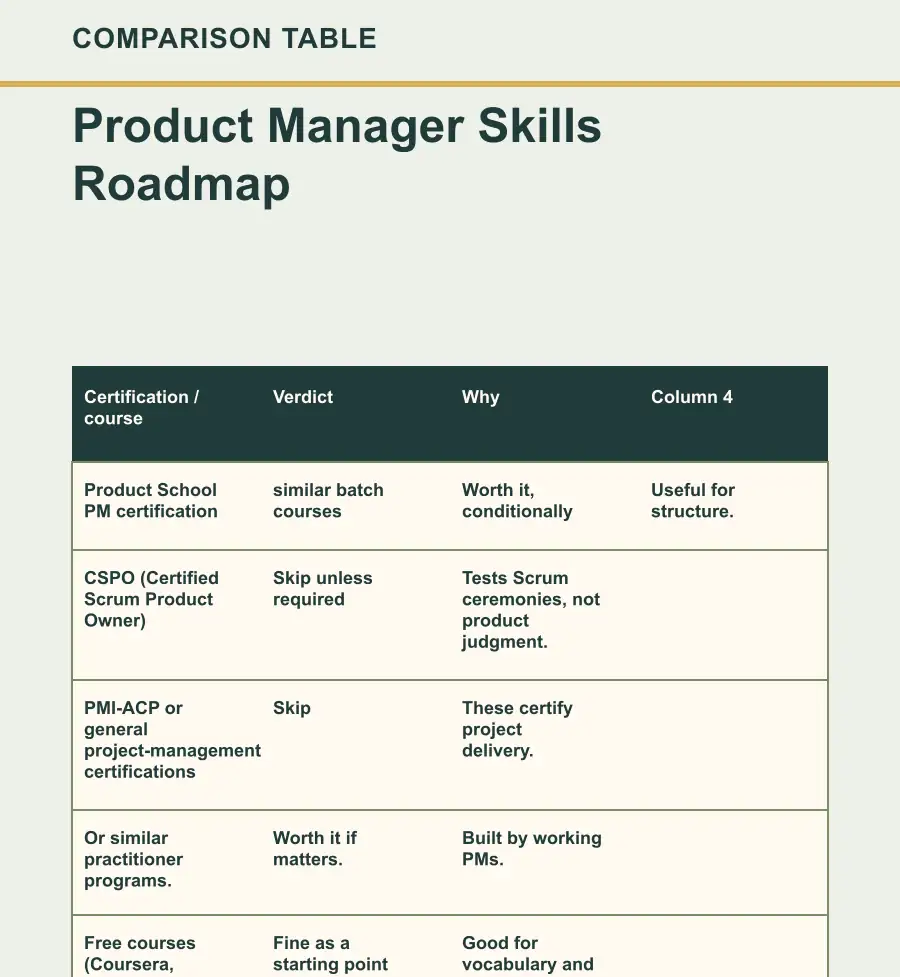 COMPARISON TABLE
Product Manager Skills
Roadmap
Certification /
course
Verdict
Why
Column 4
Product School
PM certification
similar batch
courses
Worth it,
conditionally
Useful for
structure.
CSPO (Certified
Scrum Product
Owner)
Skip unless
required
Tests Scrum
ceremonies, not
product
judgment.
PMI-ACP or
general
project-management
certifications
Skip
These certify
project
delivery.
Or similar
practitioner
programs.
Worth it if
matters.
Built by working
PMs.
Free courses
(Coursera,
Fine as a
starting point
Good for
vocabulary and